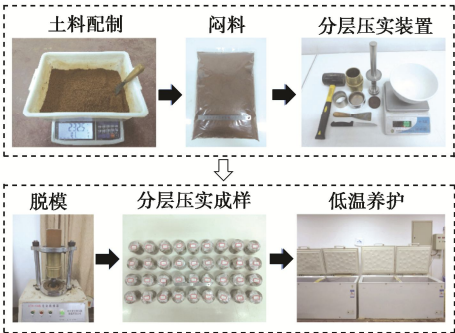 土料配制
闷料
分层压实装置
脱模
分层压实成样
低温养护